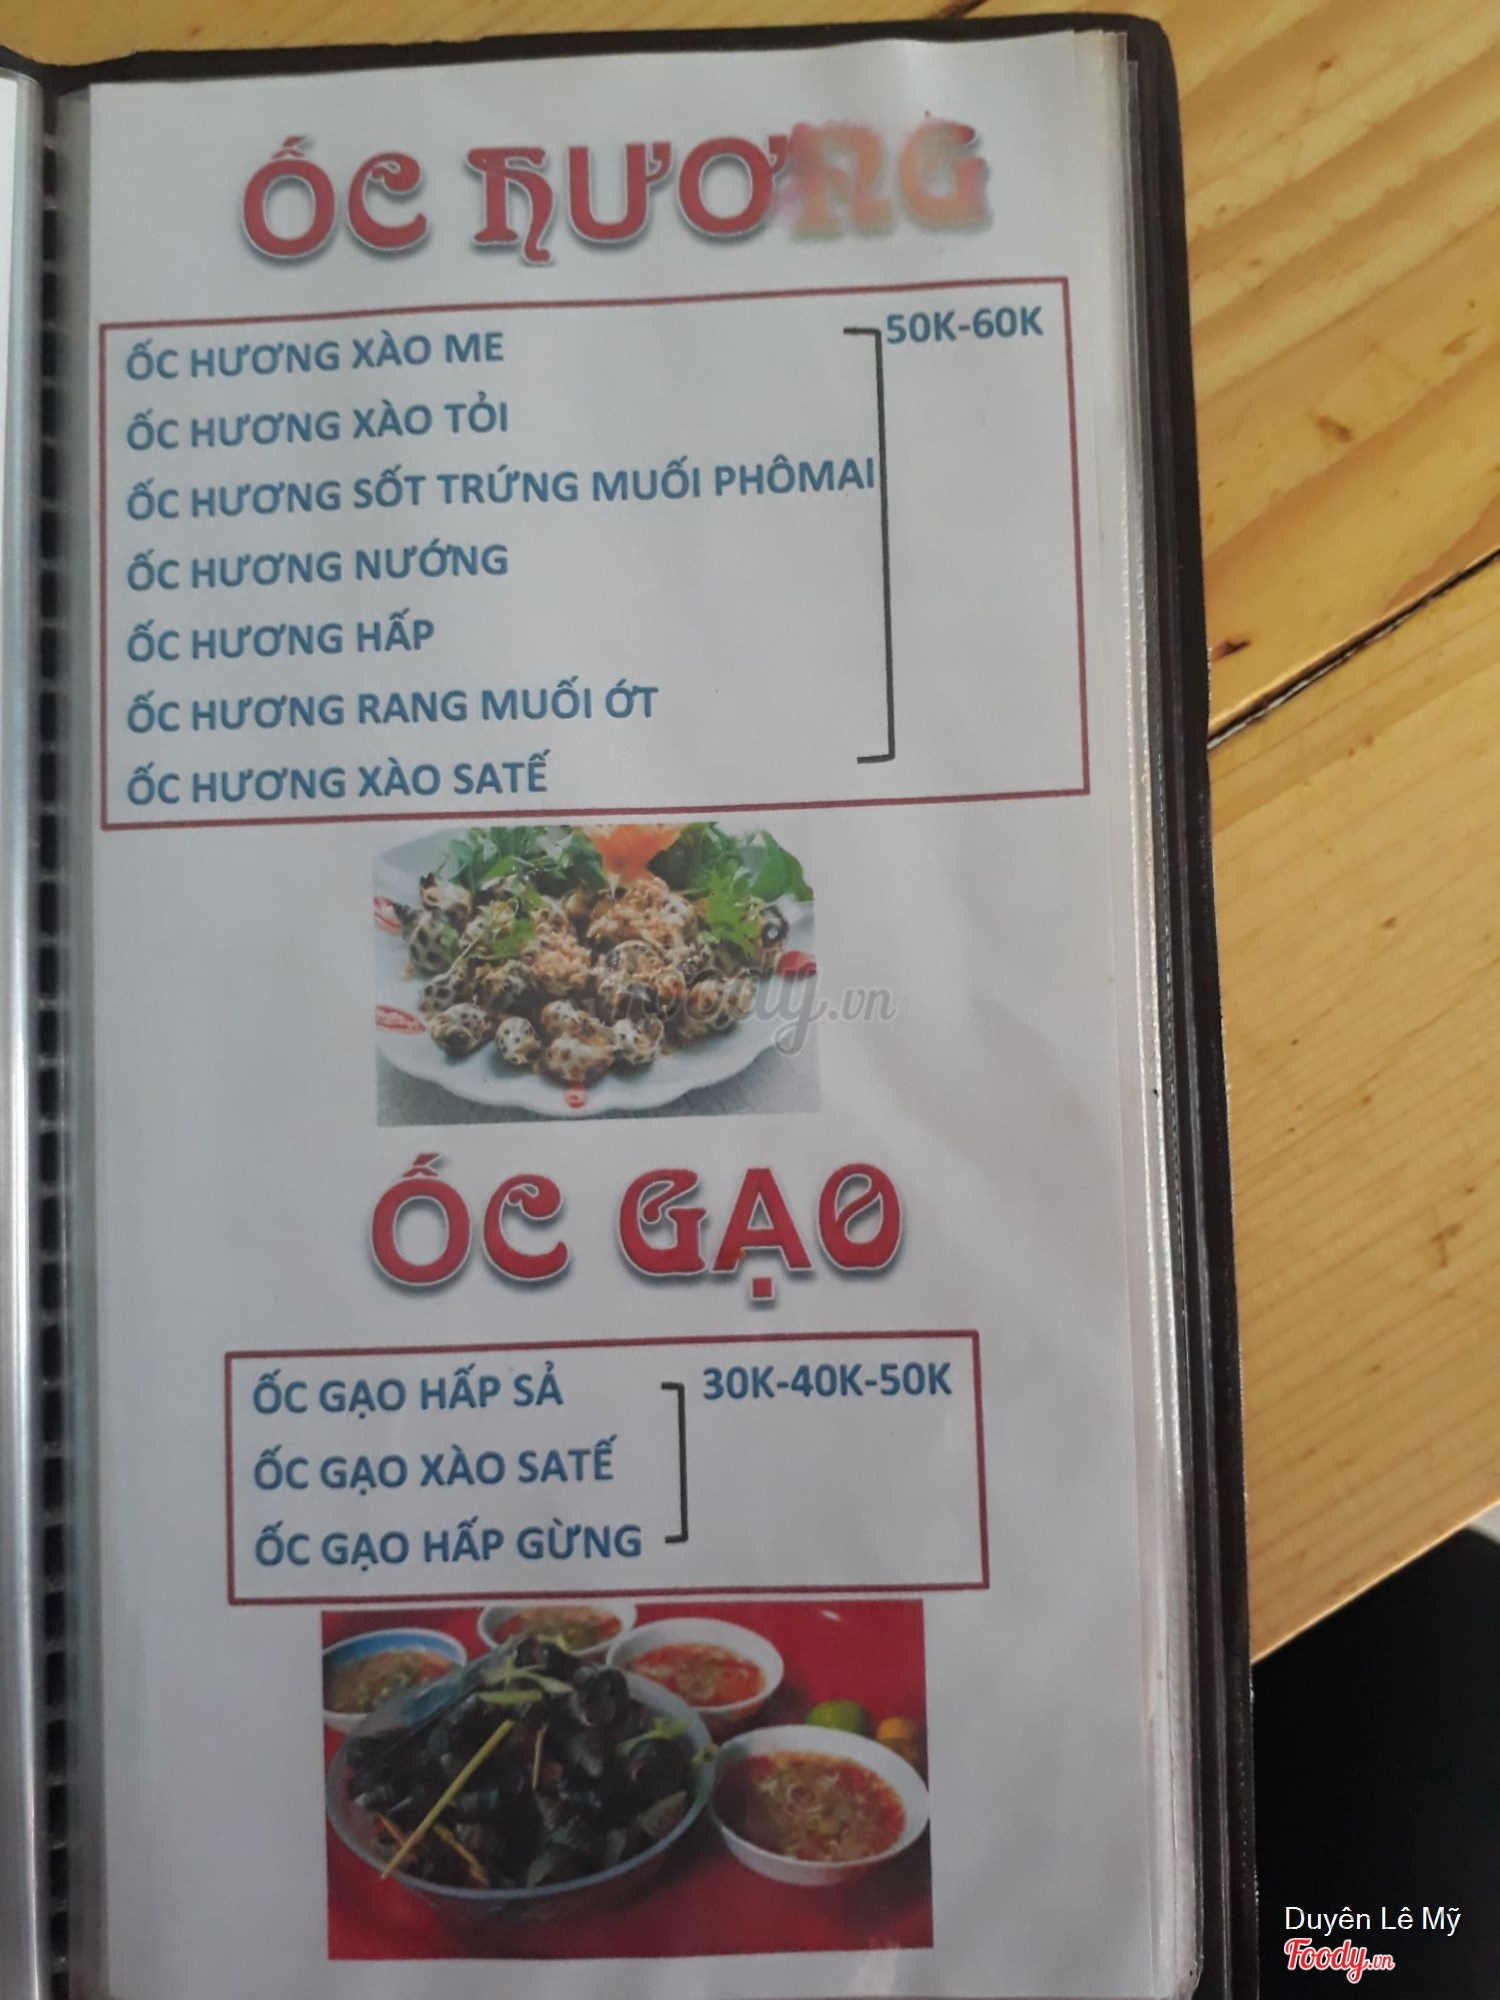 ỐC HƯƠNG
ỐC HƯƠNG XÀO ME
50K-60K
ỐC HƯƠNG XÀO TỎI
ỐC HƯƠNG SỐT TRỨNG MUỐI PHÔMAI
ỐC HƯƠNG NƯỚNG
ỐC HƯƠNG HẤP
ỐC HƯƠNG RANG MUỐI ỚT
ỐC HƯƠNG XÀO SATẾ
foody.vn
ỐC GẠO
ỐC GẠO HẤP SẢ
30K-40K-50K
ỐC GẠO XÀO SATẾ
ỐC GẠO HẤP GỪNG
Duyên Lê Mỹ
Foody.vn